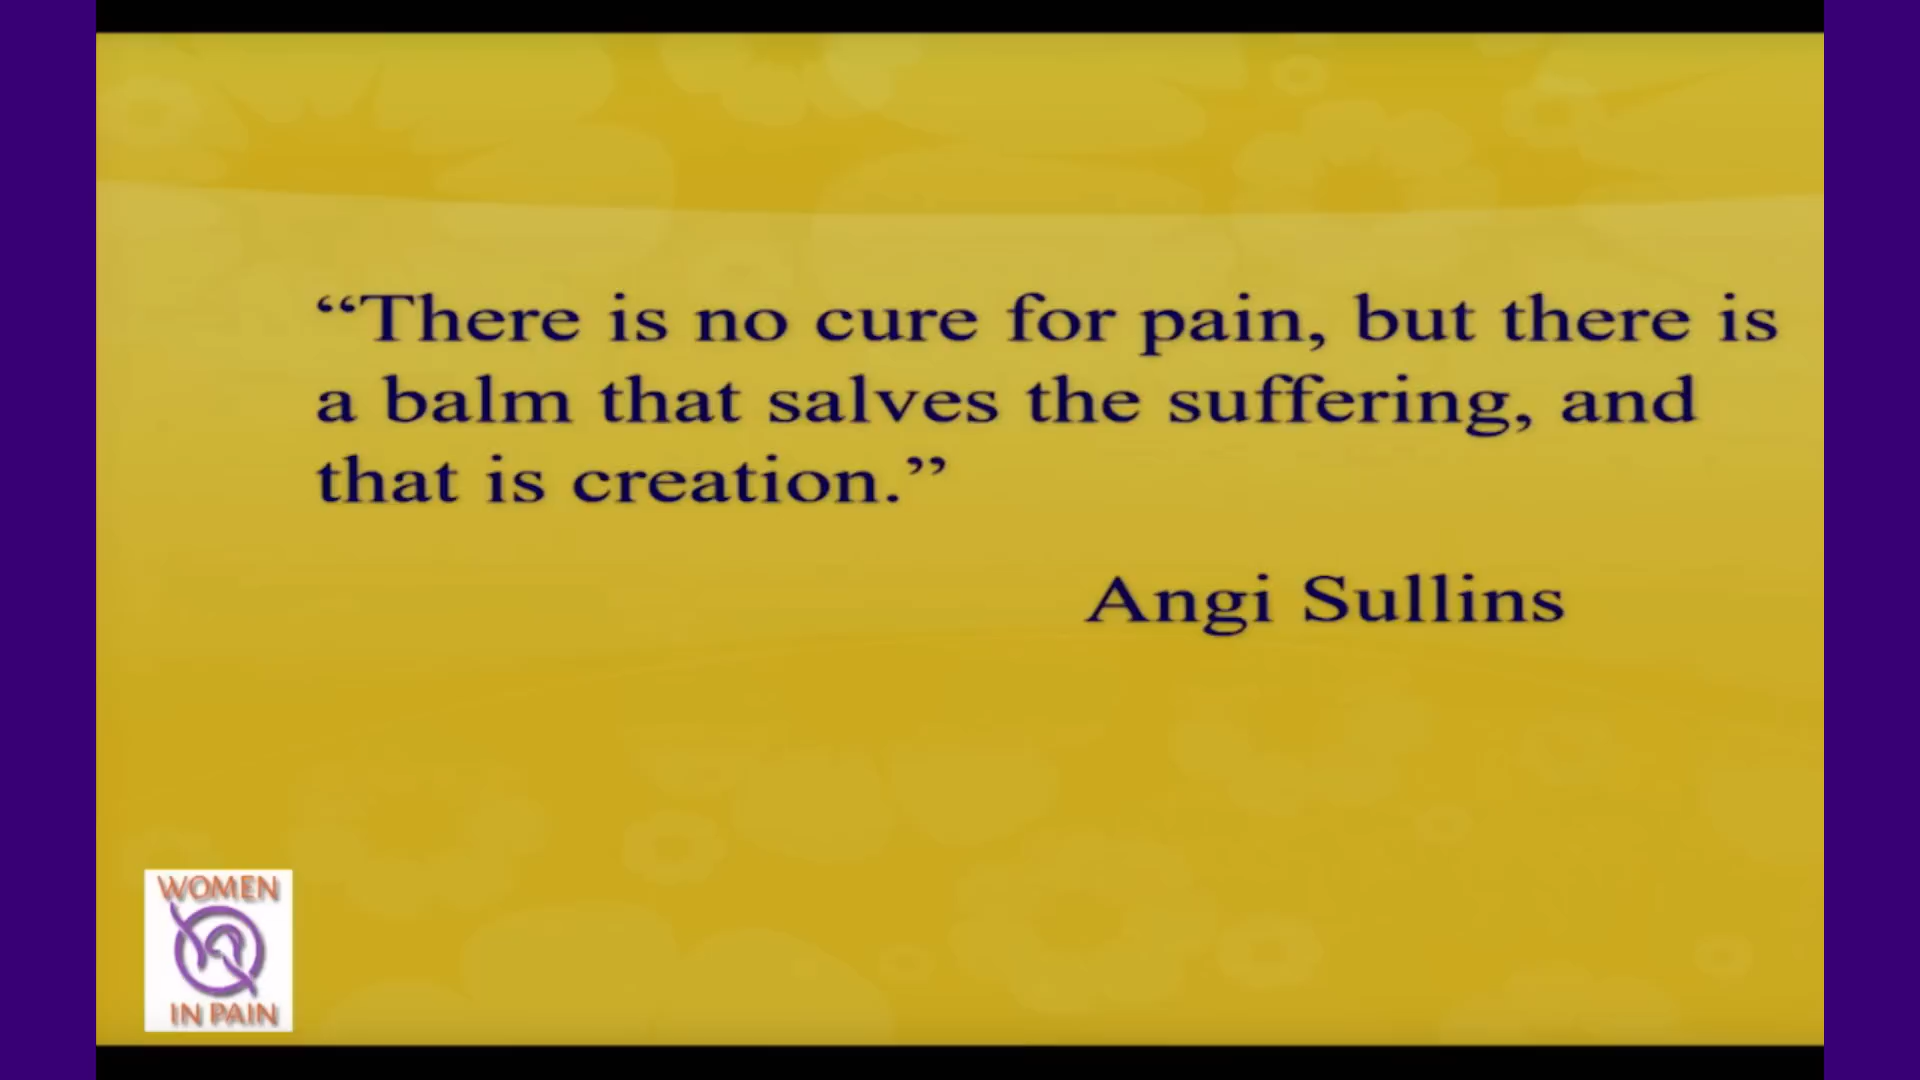 “There is no cure for pain, but there is
a balm that salves the suffering, and
that is creation.”
Angi Sullins
WOMEN
IN PAIN